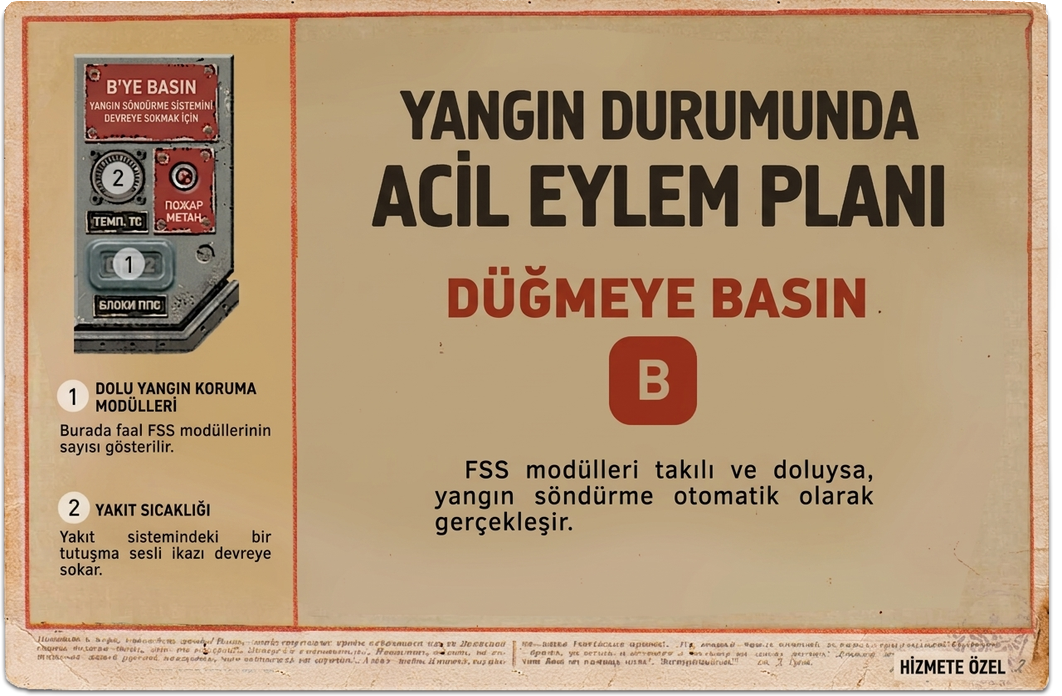 B'YE BASIN
YANGIN SÖNDÜRME SİSTEMİNİ
DEVREYE SOKMAK İÇİN
2
ПОЖАР
МЕТАН
ТЕМП. ТС
1
БЛОКИ ППС
1 DOLU YANGIN KORUMA
MODÜLLERİ
Burada faal FSS modüllerinin
sayısı gösterilir.
2 YAKIT SICAKLIĞI
Yakıt sistemindeki bir
tutuşma sesli ikazı devreye
sokar.
YANGIN DURUMUNDA
ACİL EYLEM PLANI
DÜĞMEYE BASIN
B
FSS modülleri takılı ve doluysa,
yangın söndürme otomatik olarak
gerçekleşir.
HİZMETE ÖZEL